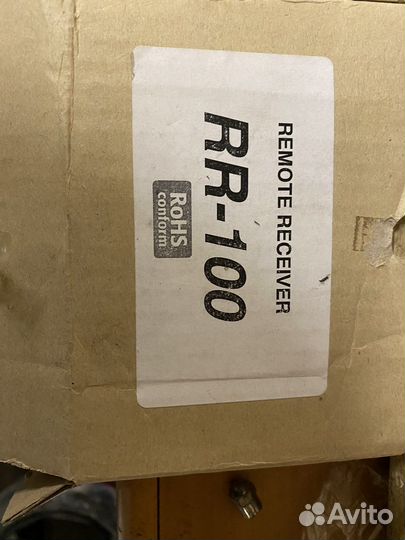 REMOTE RECEIVER
RR-100
RoHS
conform
Avito